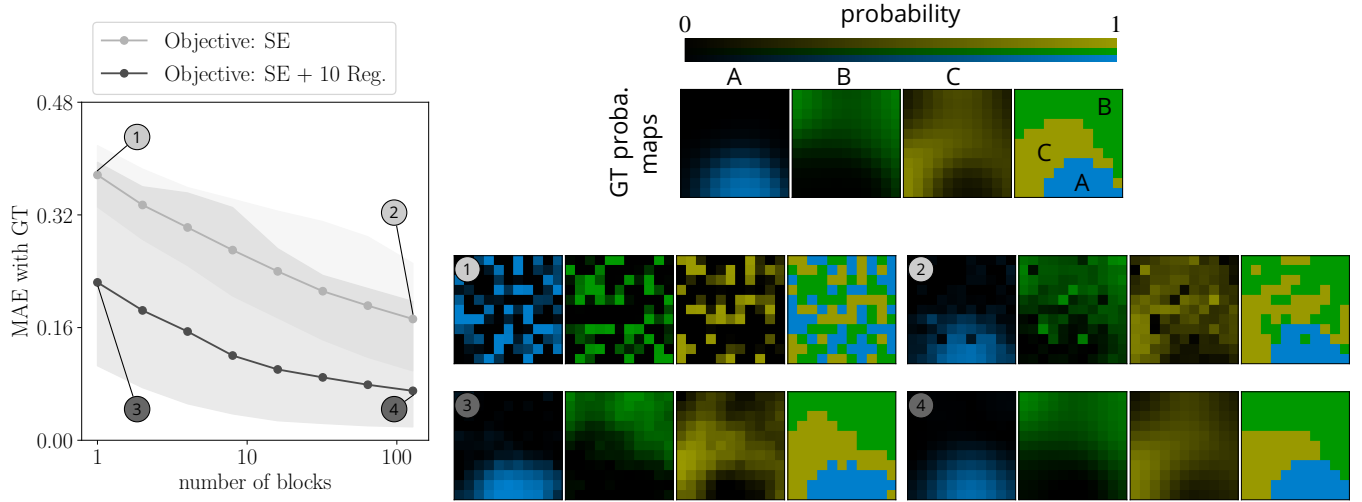 Objective: SE
Objective: SE + 10 Reg.
0.48
0.32
0.16
0.00
MAE with GT
1
10
100
number of blocks
1
2
3
4
probability
0
1
A
B
C
GT proba.
maps
B
C
A
1
2
3
4